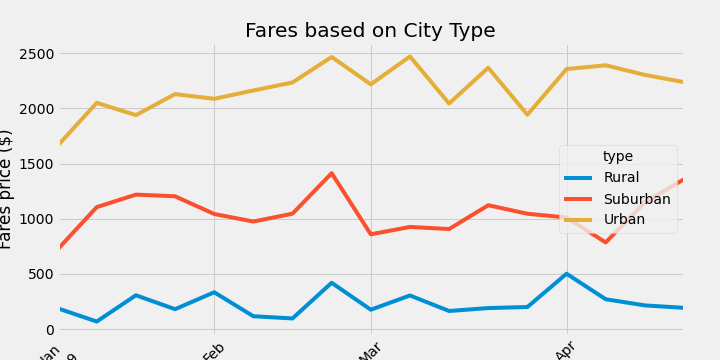 Fares based on City Type
Fares price ($)
2500
2000
1500
1000
500
0
type
Rural
Suburban
Urban
Feb
Mar
Apr